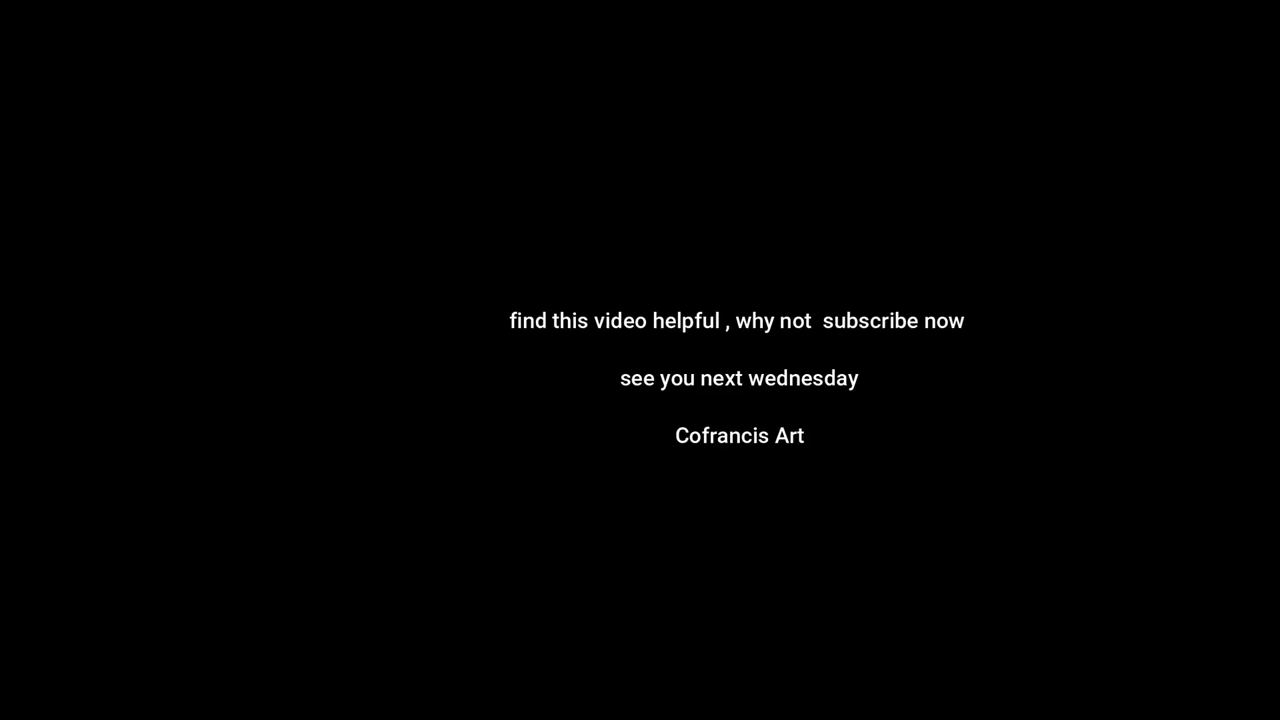 find this video helpful , why not  subscribe now
see you next wednesday
Cofrancis Art